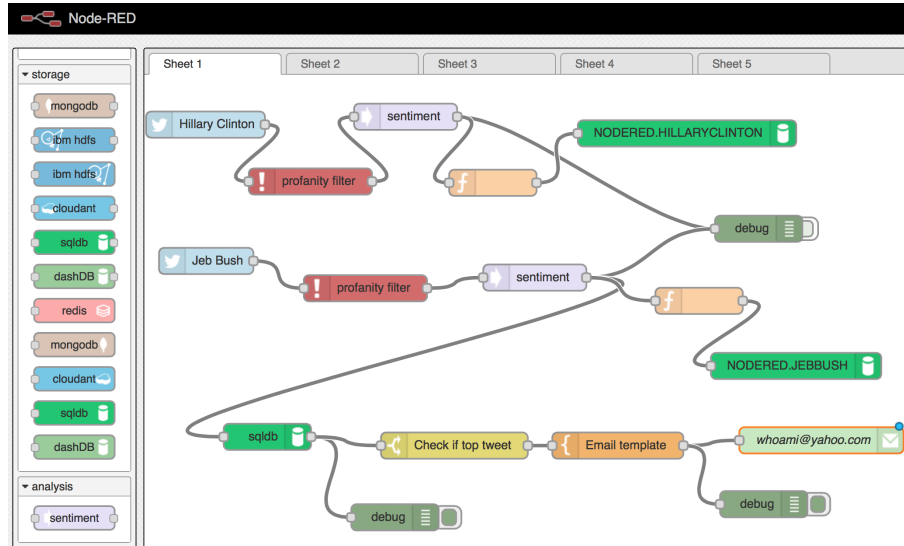 Node-RED
Sheet 1 Sheet 2 Sheet 3 Sheet 4 Sheet 5
storage
mongodb
ibm hdfs
ibm hdfs
cloudant
sqldb
dashDB
redis
mongodb
cloudant
sqldb
dashDB
analysis
sentiment
Hillary Clinton
sentiment
NODERED.HILLARYCLINTON
profanity filter
f
debug
Jeb Bush
sentiment
profanity filter
f
NODERED.JEBBUSH
sqldb
Check if top tweet
Email template
whoami@yahoo.com
debug
debug